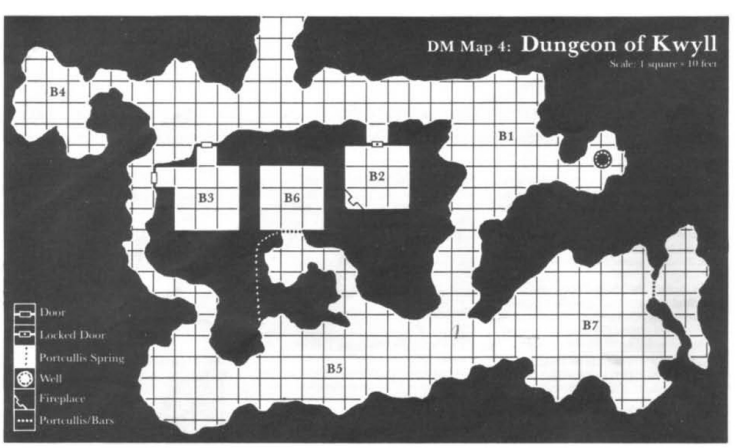 DM Map 4: Dungeon of Kwyll
Scale: 1 square = 10 feet
B4
B1
B2
B3
B6
B7
B5
Door
Locked Door
Portcullis Spring
Well
Fireplace
Portcullis/Bars